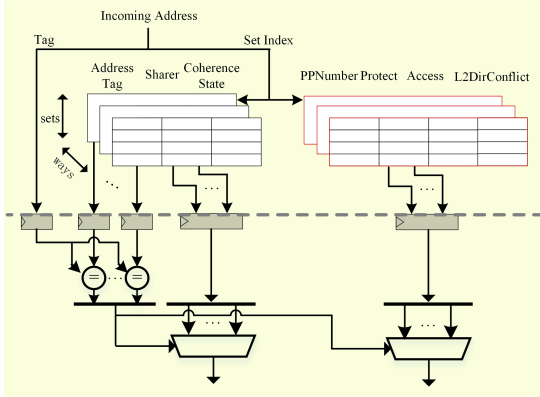 Incoming Address
Tag
Set Index
Address Tag
Sharer
Coherence State
PPNumber Protect
Access
L2DirConflict
sets
ways
...
...
...
=
...
=
...
...